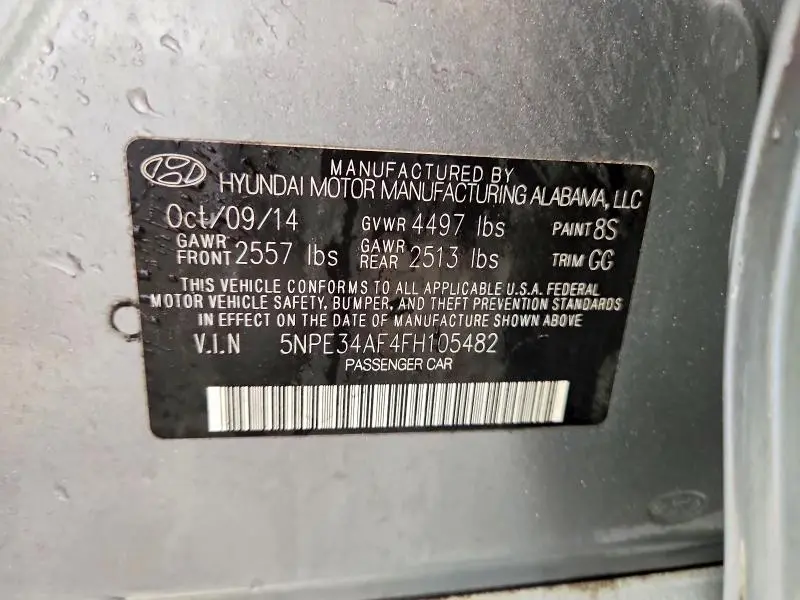 MANUFACTURED BY
HYUNDAI MOTOR MANUFACTURING ALABAMA, LLC
Oct/09/14 GVWR 4497 lbs PAINT 8S
GAWR FRONT 2557 lbs GAWR REAR 2513 lbs TRIM GG
THIS VEHICLE CONFORMS TO ALL APPLICABLE U.S.A. FEDERAL
MOTOR VEHICLE SAFETY, BUMPER, AND THEFT PREVENTION STANDARDS
IN EFFECT ON THE DATE OF MANUFACTURE SHOWN ABOVE
V.I.N 5NPE34AF4FH105482
PASSENGER CAR